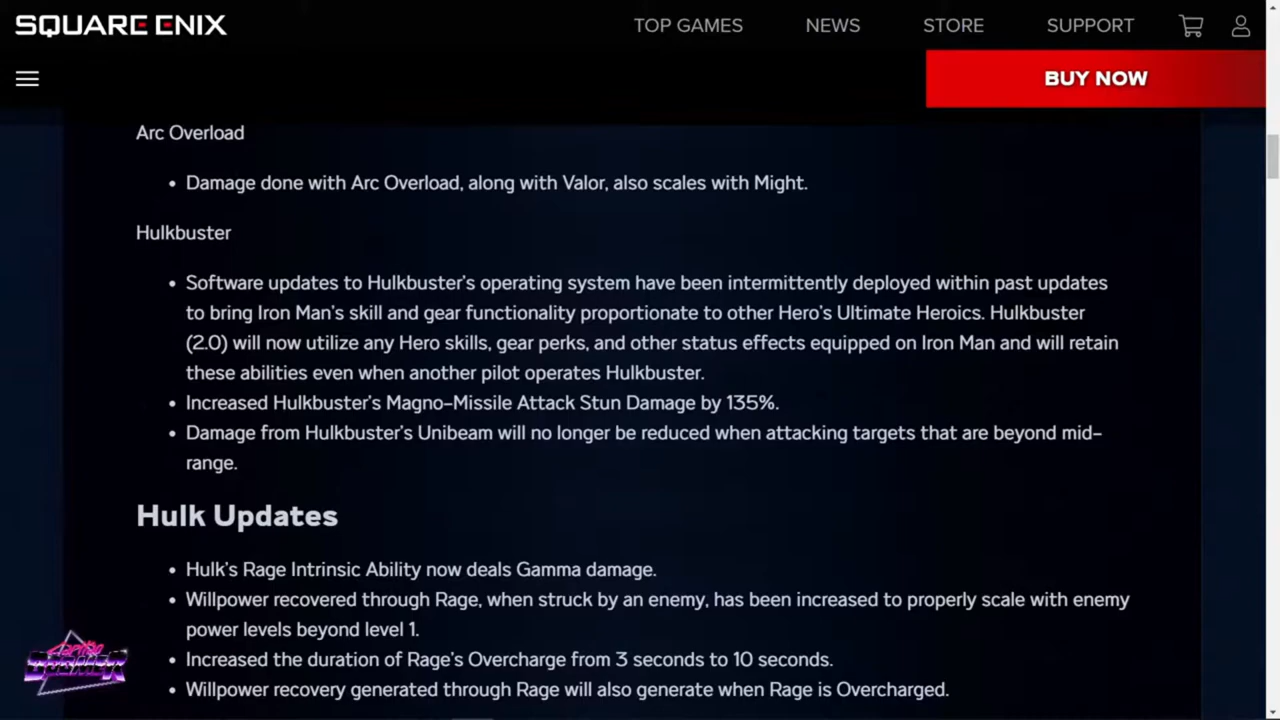 SQUARE ENIX
TOP GAMES NEWS STORE SUPPORT
BUY NOW
Arc Overload
• Damage done with Arc Overload, along with Valor, also scales with Might.
Hulkbuster
• Software updates to Hulkbuster's operating system have been intermittently deployed within past updates
to bring Iron Man's skill and gear functionality proportionate to other Hero's Ultimate Heroics. Hulkbuster
(2.0) will now utilize any Hero skills, gear perks, and other status effects equipped on Iron Man and will retain
these abilities even when another pilot operates Hulkbuster.
• Increased Hulkbuster's Magno-Missile Attack Stun Damage by 135%.
• Damage from Hulkbuster's Unibeam will no longer be reduced when attacking targets that are beyond mid-
range.
Hulk Updates
• Hulk's Rage Intrinsic Ability now deals Gamma damage.
• Willpower recovered through Rage, when struck by an enemy, has been increased to properly scale with enemy
power levels beyond level 1.
• Increased the duration of Rage's Overcharge from 3 seconds to 10 seconds.
• Willpower recovery generated through Rage will also generate when Rage is Overcharged.